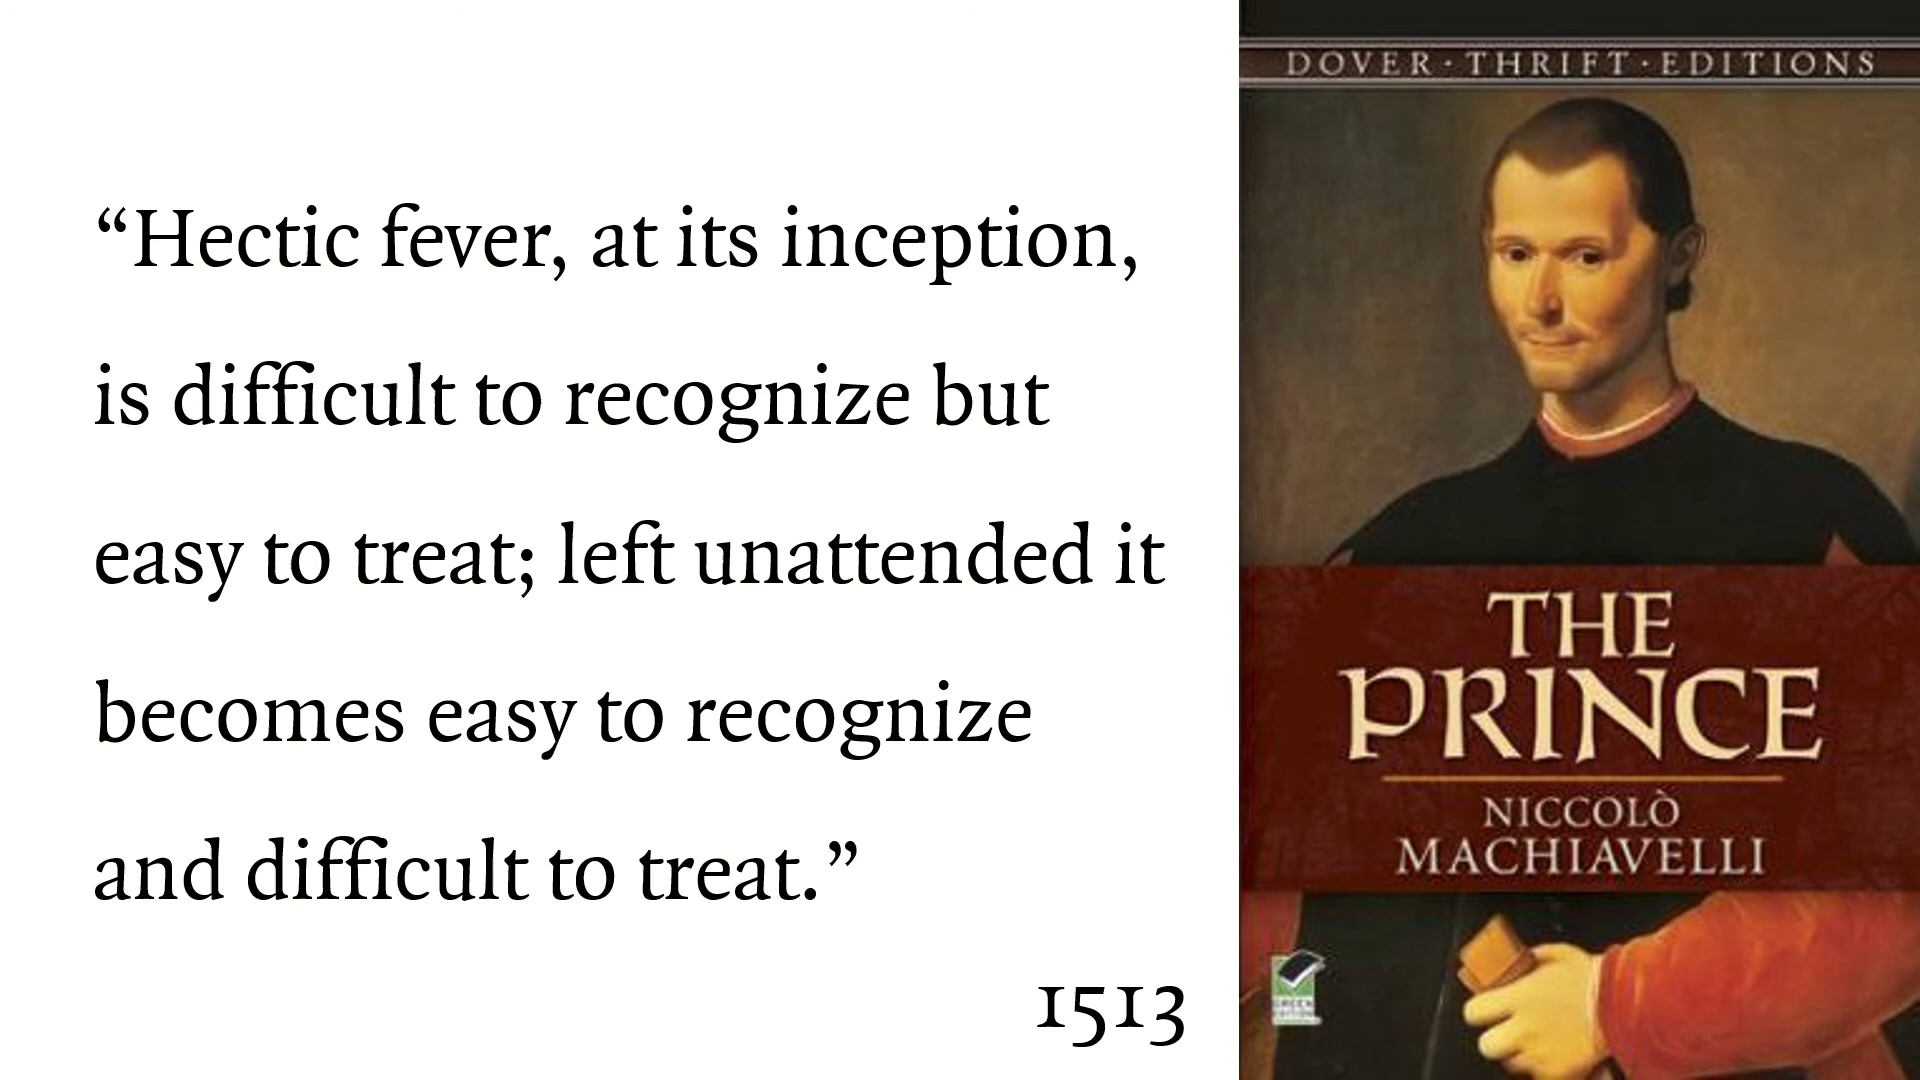 “Hectic fever, at its inception,
is difficult to recognize but
easy to treat; left unattended it
becomes easy to recognize
and difficult to treat.”
1513
DOVER · THRIFT · EDITIONS
THE
PRINCE
NICCOLÒ
MACHIAVELLI